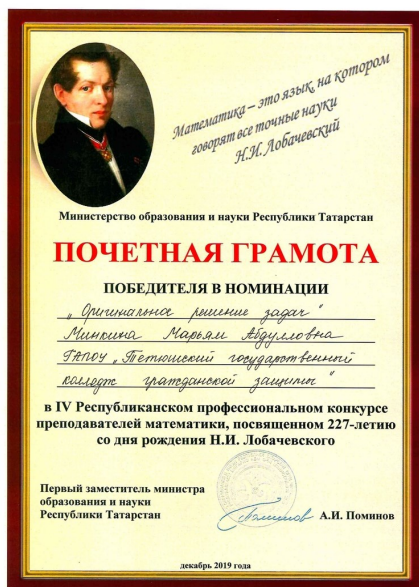 Математика – это язык, на котором
говорят все точные науки
Н.И. Лобачевский
Министерство образования и науки Республики Татарстан
ПОЧЕТНАЯ ГРАМОТА
ПОБЕДИТЕЛЯ В НОМИНАЦИИ
„Оригинальное решение задач"
Минкина Марьям Абдулловна
ГАПОУ „Тетюшский государственный
колледж гражданской защиты"
в IV Республиканском профессиональном конкурсе
преподавателей математики, посвященном 227-летию
со дня рождения Н.И. Лобачевского
Первый заместитель министра
образования и науки
Республики Татарстан
А.И. Поминов
декабрь 2019 года